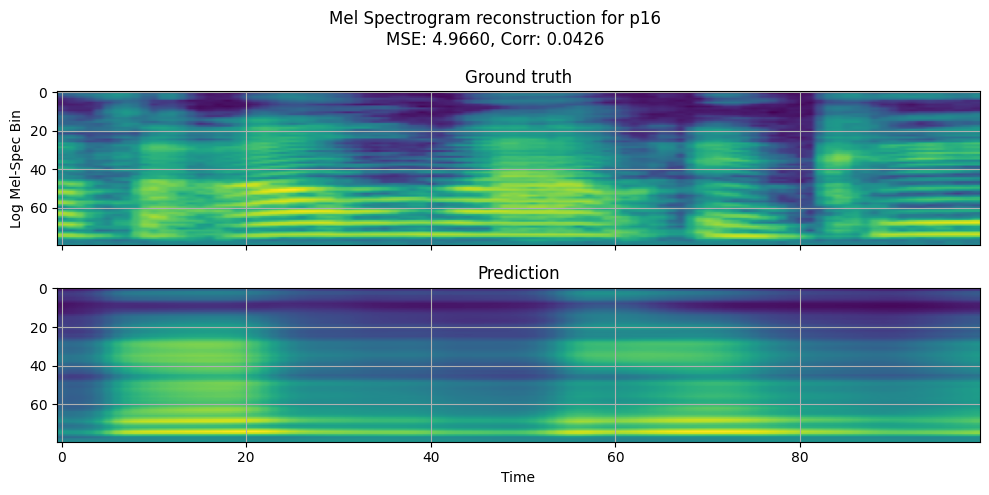 Mel Spectrogram reconstruction for p16
MSE: 4.9660, Corr: 0.0426
Ground truth
0
20
40
60
Log Mel-Spec Bin
Prediction
0
20
40
60
0 20 40 60 80
Time